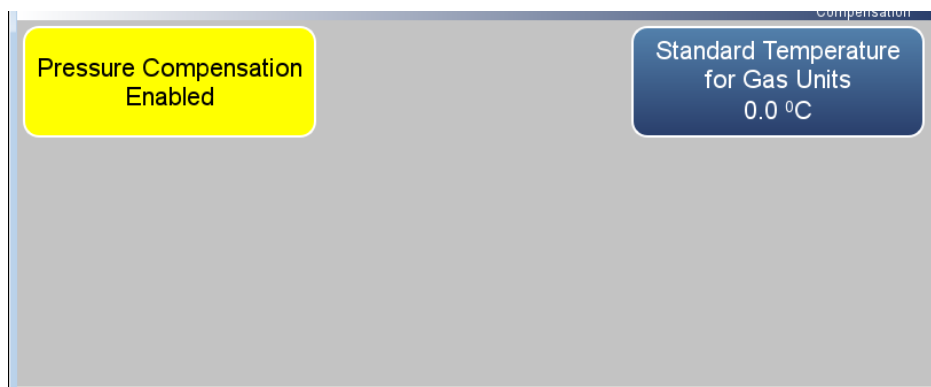 Compensation
Pressure Compensation
Enabled
Standard Temperature
for Gas Units
0.0 ⁰C